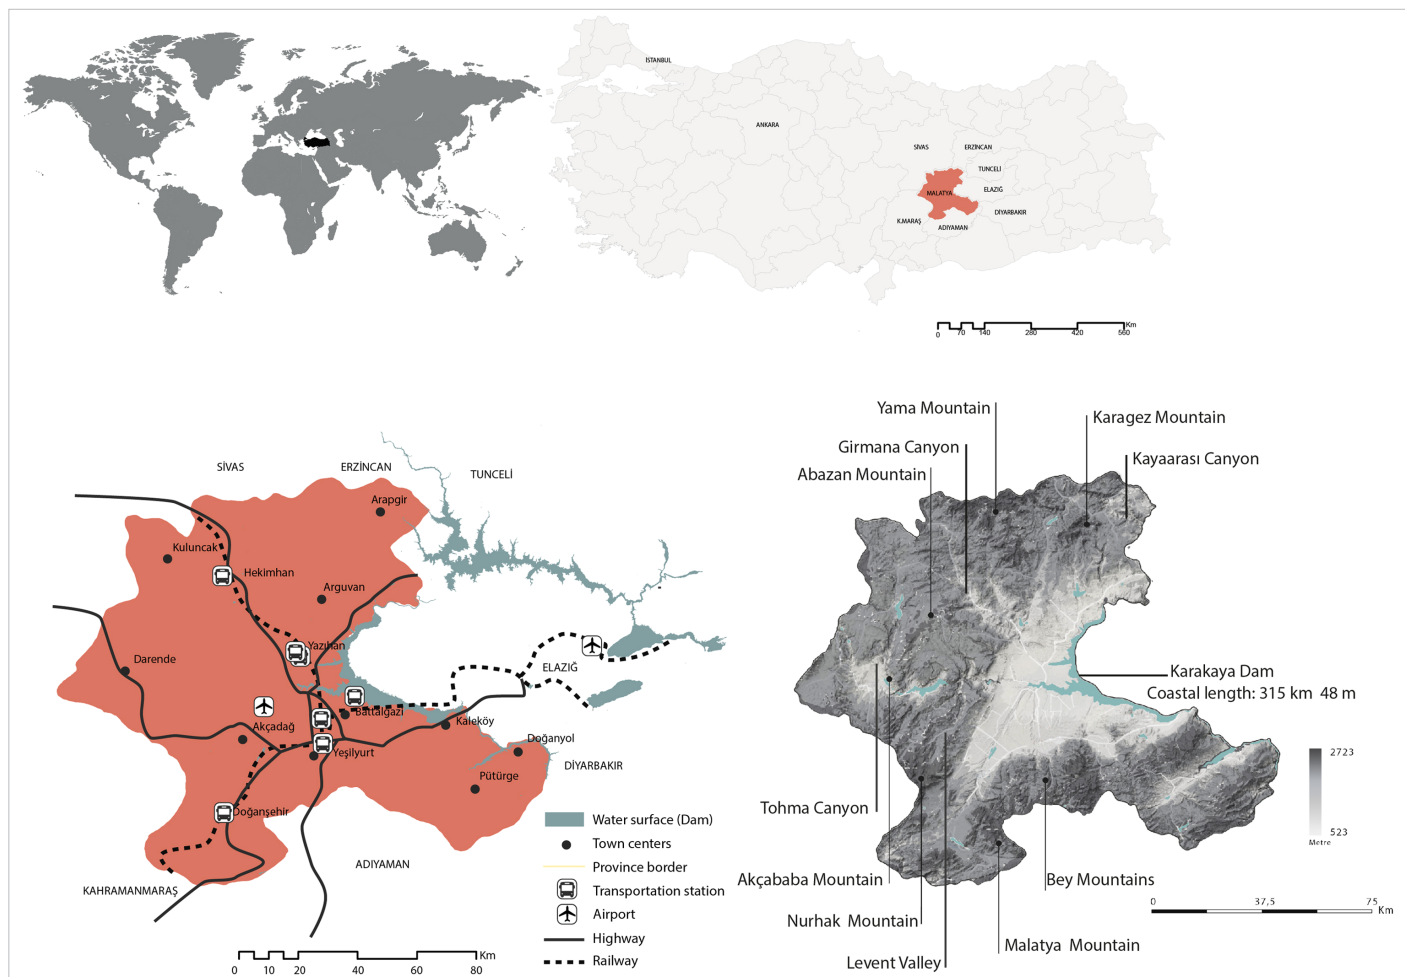 İSTANBUL
ANKARA
SİVAS
ERZİNCAN
TUNCELİ
MALATYA
ELAZIĞ
DİYARBAKIR
K.MARAŞ
ADIYAMAN
Km
0 70 140 280 420 560
SİVAS
ERZİNCAN
TUNCELİ
Arapgir
Kuluncak
Hekimhan
Arguvan
Yazıhan
Darende
ELAZIĞ
Battalgazi
Akçadağ
Kaleköy
Yeşilyurt
Doğanyol
DİYARBAKIR
Pütürge
Doğanşehir
ADIYAMAN
KAHRAMANMARAŞ
Water surface (Dam)
Town centers
Province border
Transportation station
Airport
Highway
Railway
Km
0 10 20 40 60 80
Yama Mountain
Karagez Mountain
Girmana Canyon
Kayaarası Canyon
Abazan Mountain
Karakaya Dam
Coastal length: 315 km 48 m
2723
523
Metre
Tohma Canyon
Akçababa Mountain
Bey Mountains
Nurhak Mountain
Malatya Mountain
Levent Valley
0 37,5 75
Km